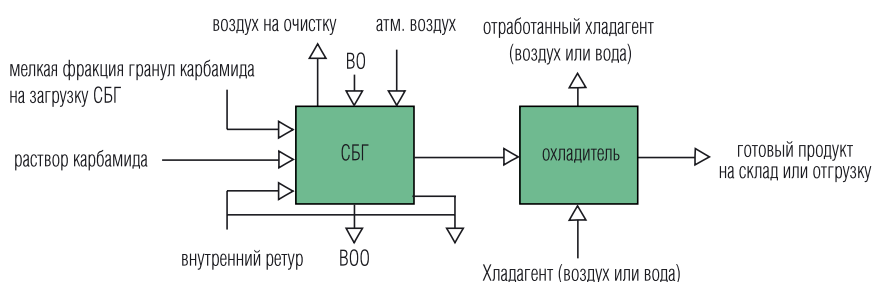 воздух на очистку
атм. воздух
ВО
отработанный хладагент
(воздух или вода)
мелкая фракция гранул карбамида
на загрузку СБГ
раствор карбамида
СБГ
охладитель
готовый продукт
на склад или отгрузку
внутренний ретур
ВОО
Хладагент (воздух или вода)